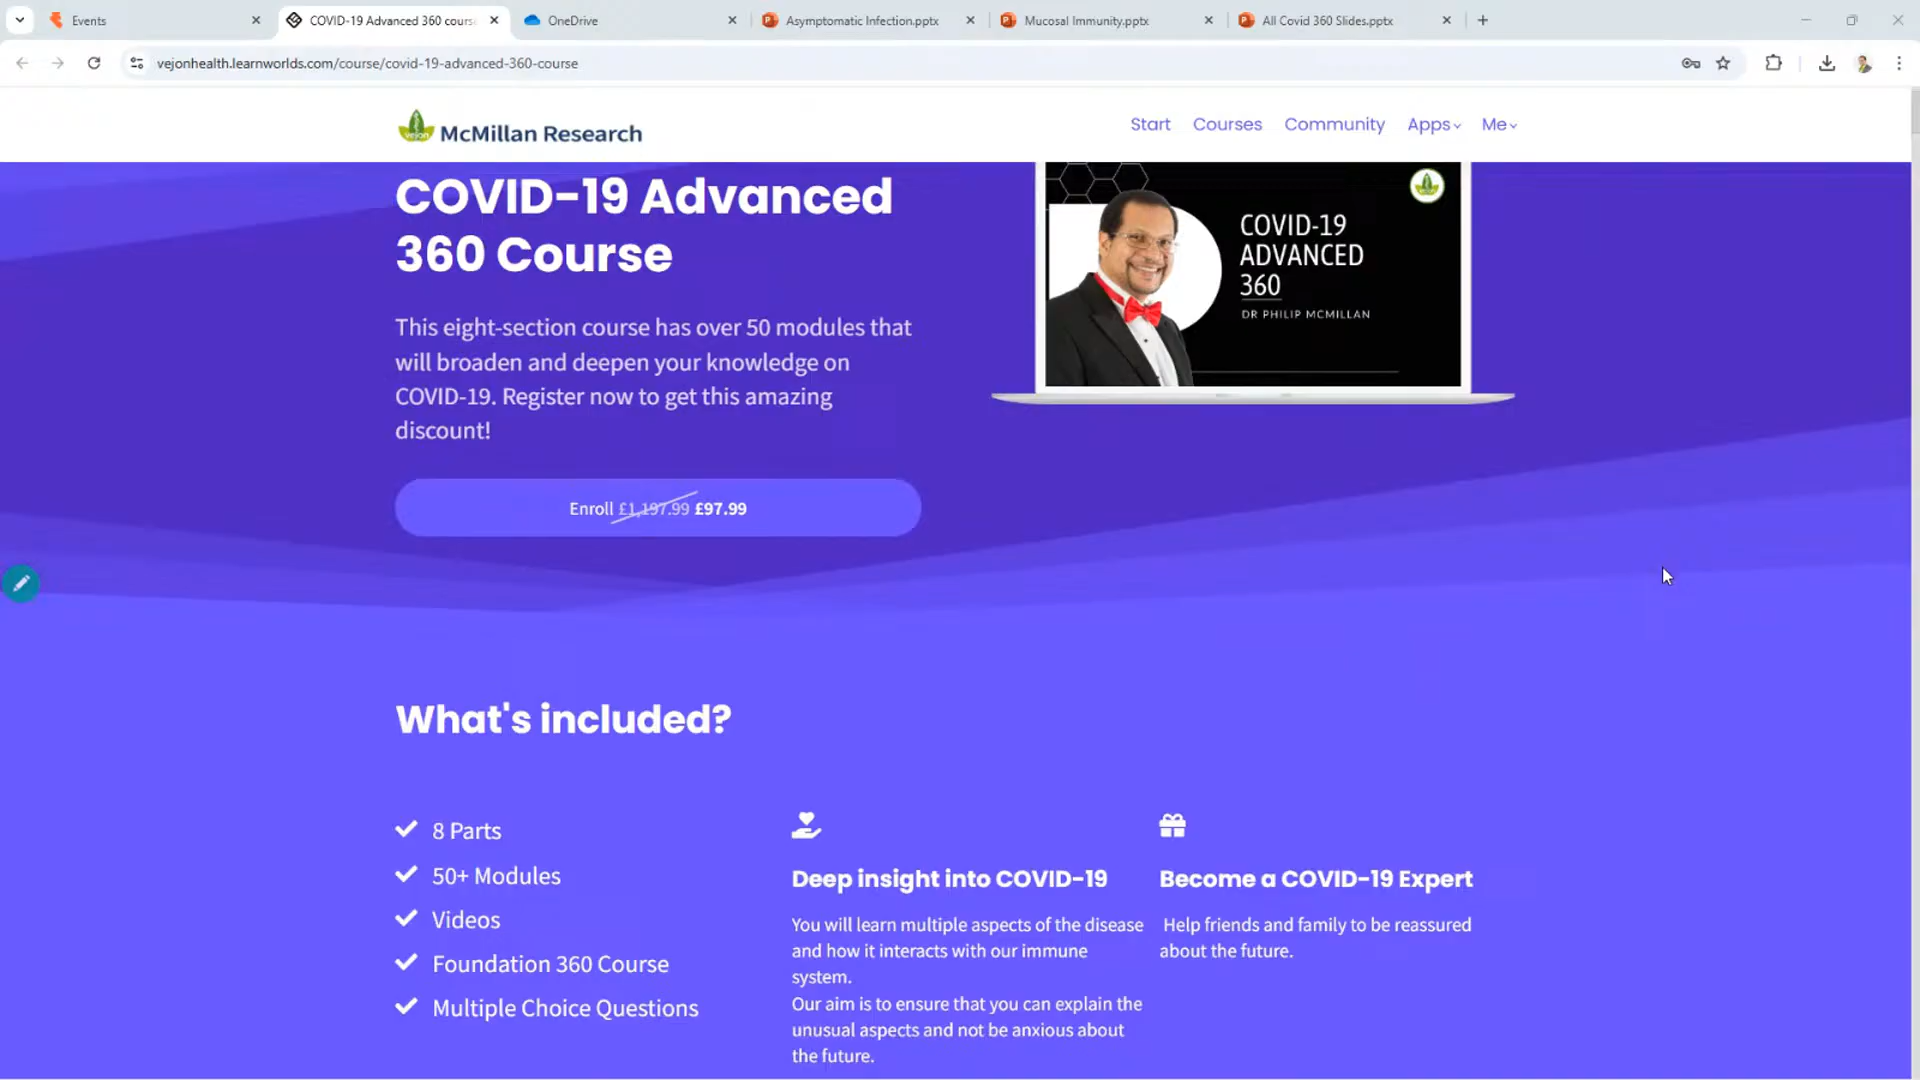 Events
COVID-19 Advanced 360 cours
OneDrive
Asymptomatic Infection.pptx
Mucosal Immunity.pptx
All Covid 360 Slides.pptx
vejonhealth.learnworlds.com/course/covid-19-advanced-360-course
McMillan Research
Start
Courses
Community
Apps
Me
COVID-19 Advanced
360 Course
This eight-section course has over 50 modules that
will broaden and deepen your knowledge on
COVID-19. Register now to get this amazing
discount!
Enroll £1,197.99 £97.99
COVID-19
ADVANCED
360
DR PHILIP MCMILLAN
What's included?
8 Parts
50+ Modules
Videos
Foundation 360 Course
Multiple Choice Questions
Deep insight into COVID-19
You will learn multiple aspects of the disease
and how it interacts with our immune
system.
Our aim is to ensure that you can explain the
unusual aspects and not be anxious about
the future.
Become a COVID-19 Expert
Help friends and family to be reassured
about the future.